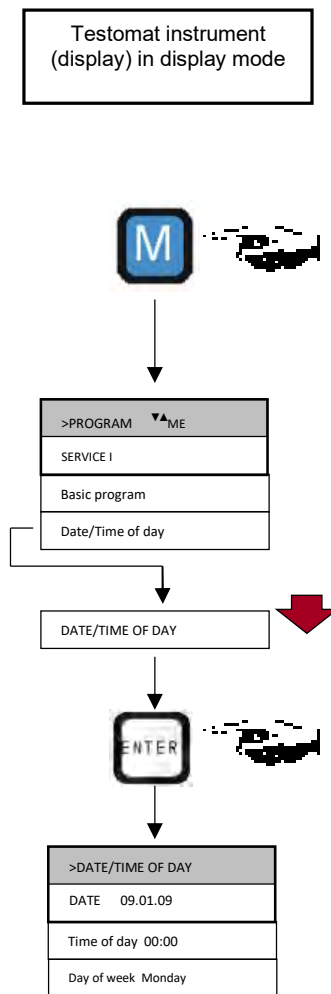 Testomat instrument
(display) in display mode
M
>PROGRAM ▼▲ME
SERVICE I
Basic program
Date/Time of day
DATE/TIME OF DAY
ENTER
>DATE/TIME OF DAY
DATE 09.01.09
Time of day 00:00
Day of week Monday